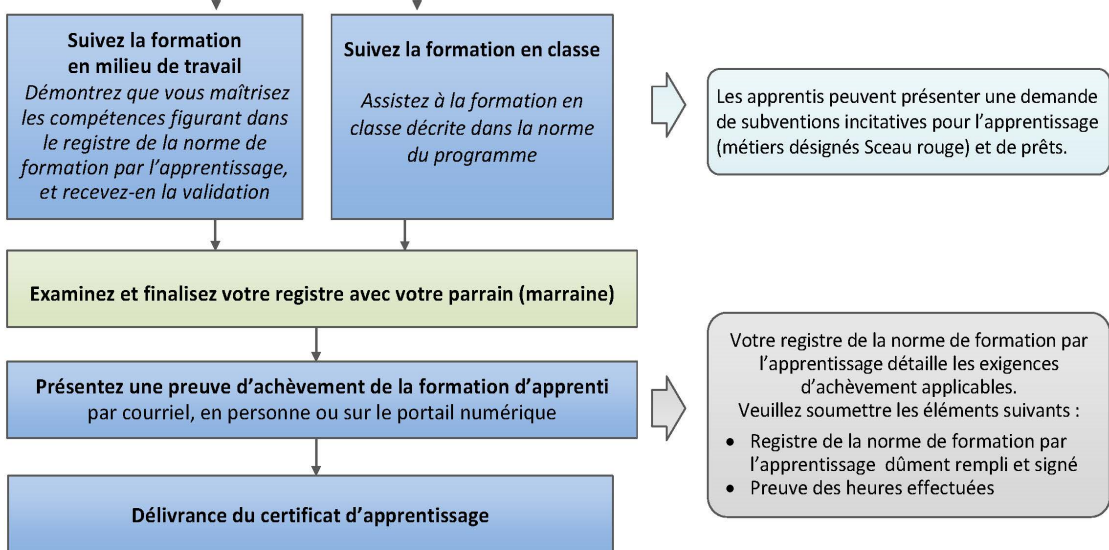 Suivez la formation
en milieu de travail
Démontrez que vous maîtrisez
les compétences figurant dans
le registre de la norme de
formation par l’apprentissage,
et recevez-en la validation
Suivez la formation en classe
Assistez à la formation en
classe décrite dans la norme
du programme
Les apprentis peuvent présenter une demande
de subventions incitatives pour l’apprentissage
(métiers désignés Sceau rouge) et de prêts.
Examinez et finalisez votre registre avec votre parrain (marraine)
Présentez une preuve d’achèvement de la formation d’apprenti
par courriel, en personne ou sur le portail numérique
Votre registre de la norme de formation par
l’apprentissage détaille les exigences
d’achèvement applicables.
Veuillez soumettre les éléments suivants :
• Registre de la norme de formation par
l’apprentissage dûment rempli et signé
• Preuve des heures effectuées
Délivrance du certificat d’apprentissage